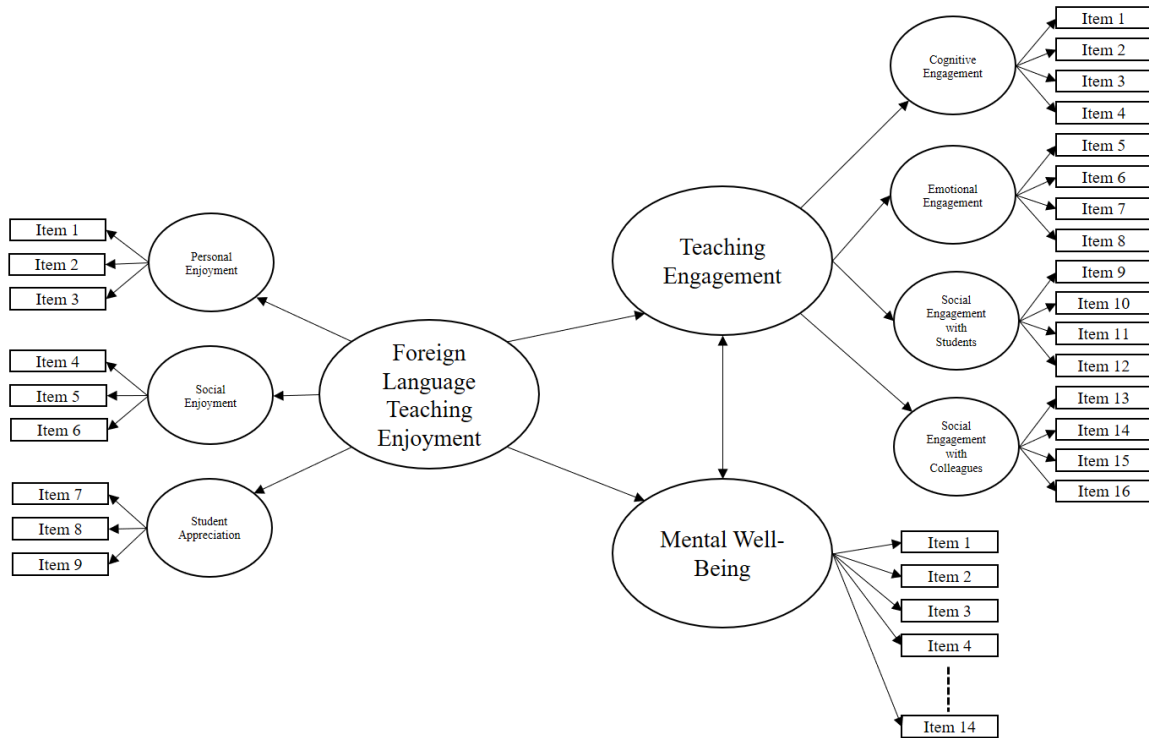 Item 1
Item 2
Item 3
Personal
Enjoyment
Item 4
Item 5
Item 6
Social
Enjoyment
Item 7
Item 8
Item 9
Student
Appreciation
Foreign
Language
Teaching
Enjoyment
Teaching
Engagement
Mental Well-
Being
Cognitive
Engagement
Item 1
Item 2
Item 3
Item 4
Emotional
Engagement
Item 5
Item 6
Item 7
Item 8
Social
Engagement
with
Students
Item 9
Item 10
Item 11
Item 12
Social
Engagement
with
Colleagues
Item 13
Item 14
Item 15
Item 16
Item 1
Item 2
Item 3
Item 4
Item 14